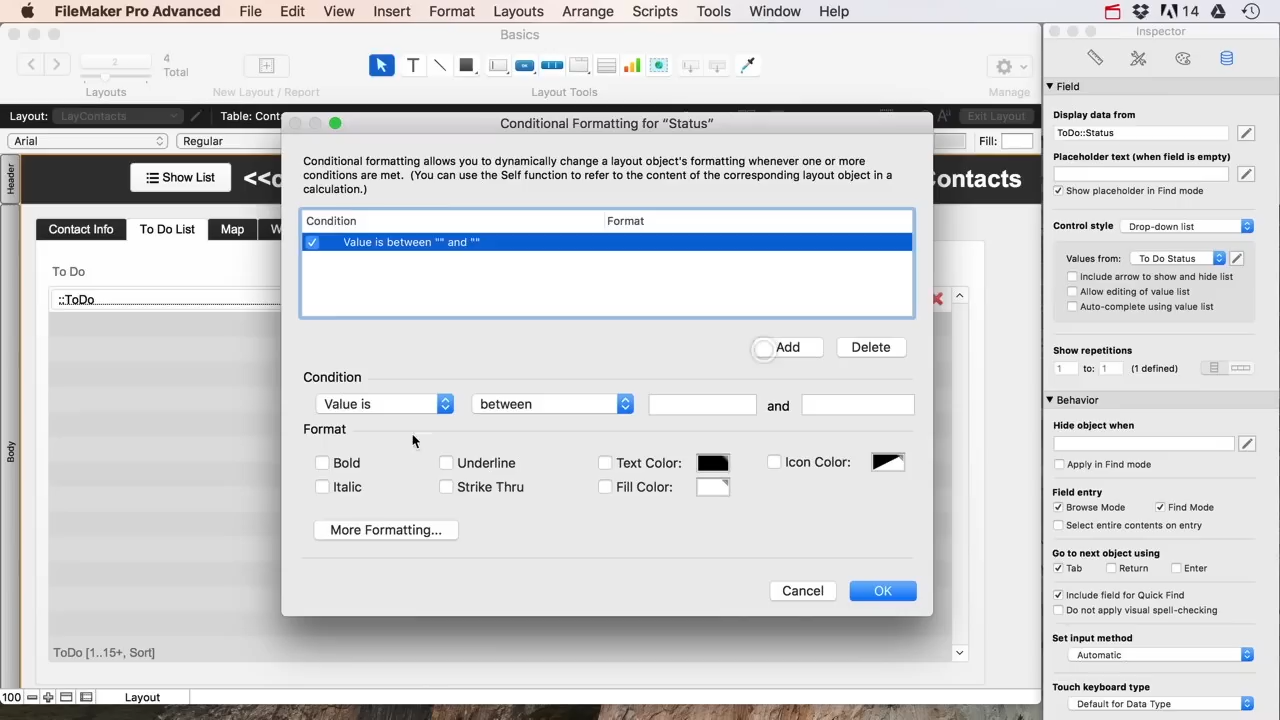 FileMaker Pro Advanced File Edit View Insert Format Layouts Arrange Scripts Tools Window Help 14
Basics
Inspector
2
4
Total
Layouts
New Layout / Report
Layout Tools
Manage
Layout: LayContacts Table: Conta Exit Layout
Arial Regular Fill:
Header
Show List <<c Contacts
Contact Info To Do List Map W
To Do
::ToDo
Body
ToDo [1..15+, Sort]
100 Layout
Conditional Formatting for “Status”
Conditional formatting allows you to dynamically change a layout object's formatting whenever one or more
conditions are met. (You can use the Self function to refer to the content of the corresponding layout object in a
calculation.)
Condition Format
Value is between "" and ""
Add Delete
Condition
Value is between and
Format
Bold Underline Text Color: Icon Color:
Italic Strike Thru Fill Color:
More Formatting...
Cancel OK
Field
Display data from
ToDo::Status
Placeholder text (when field is empty)
Show placeholder in Find mode
Control style Drop-down list
Values from: To Do Status
Include arrow to show and hide list
Allow editing of value list
Auto-complete using value list
Show repetitions
1 to: 1 (1 defined)
Behavior
Hide object when
Apply in Find mode
Field entry
Browse Mode Find Mode
Select entire contents on entry
Go to next object using
Tab Return Enter
Include field for Quick Find
Do not apply visual spell-checking
Set input method
Automatic
Touch keyboard type
Default for Data Type